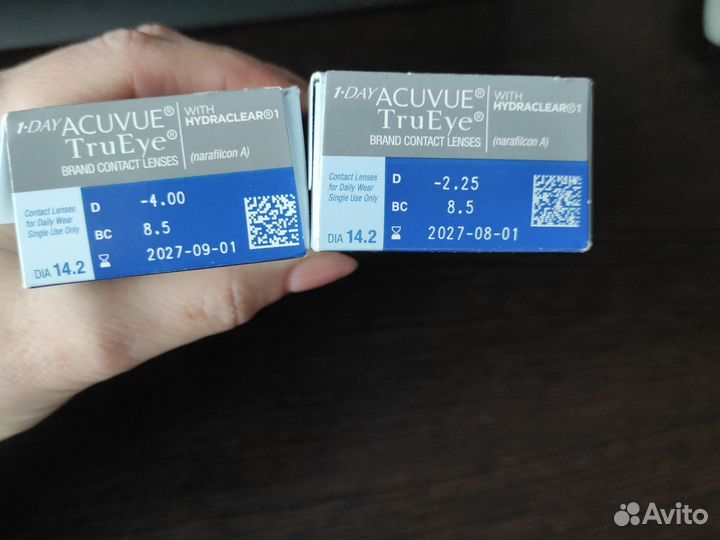 1·DAY ACUVUE®
TruEye®
BRAND CONTACT LENSES
WITH
HYDRACLEAR®1
(narafilcon A)
Contact Lenses
for Daily Wear
Single Use Only
DIA 14.2
D -4.00
BC 8.5
2027-09-01
1·DAY ACUVUE®
TruEye®
BRAND CONTACT LENSES
WITH
HYDRACLEAR®1
(narafilcon A)
Contact Lenses
for Daily Wear
Single Use Only
DIA 14.2
D -2.25
BC 8.5
2027-08-01
Avito